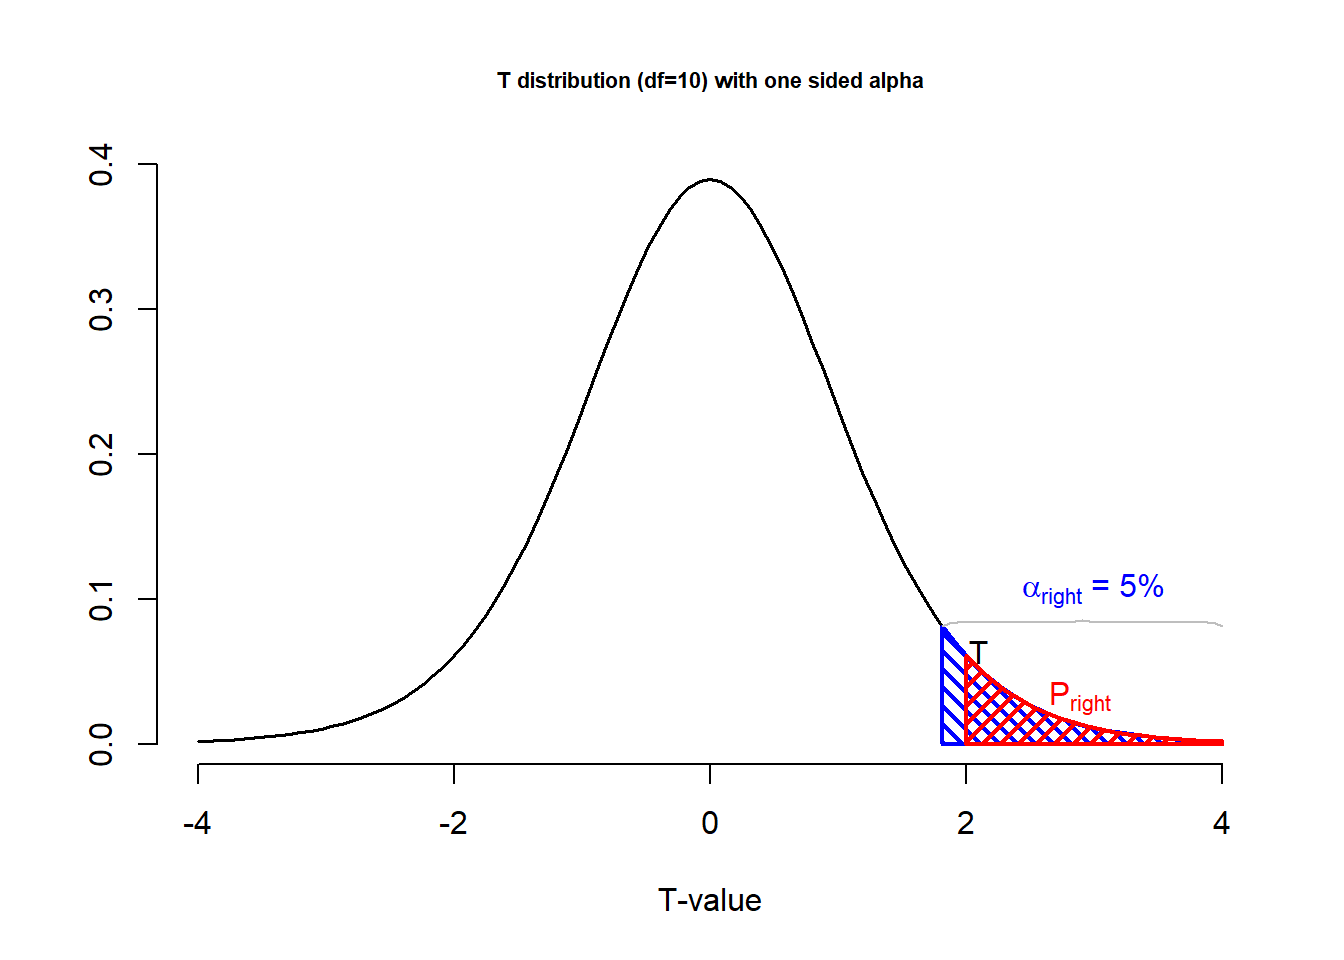 T distribution (df=10) with one sided alpha
0.4
0.3
0.2
0.1
0.0
αright = 5%
T
Pright
-4 -2 0 2 4
T-value